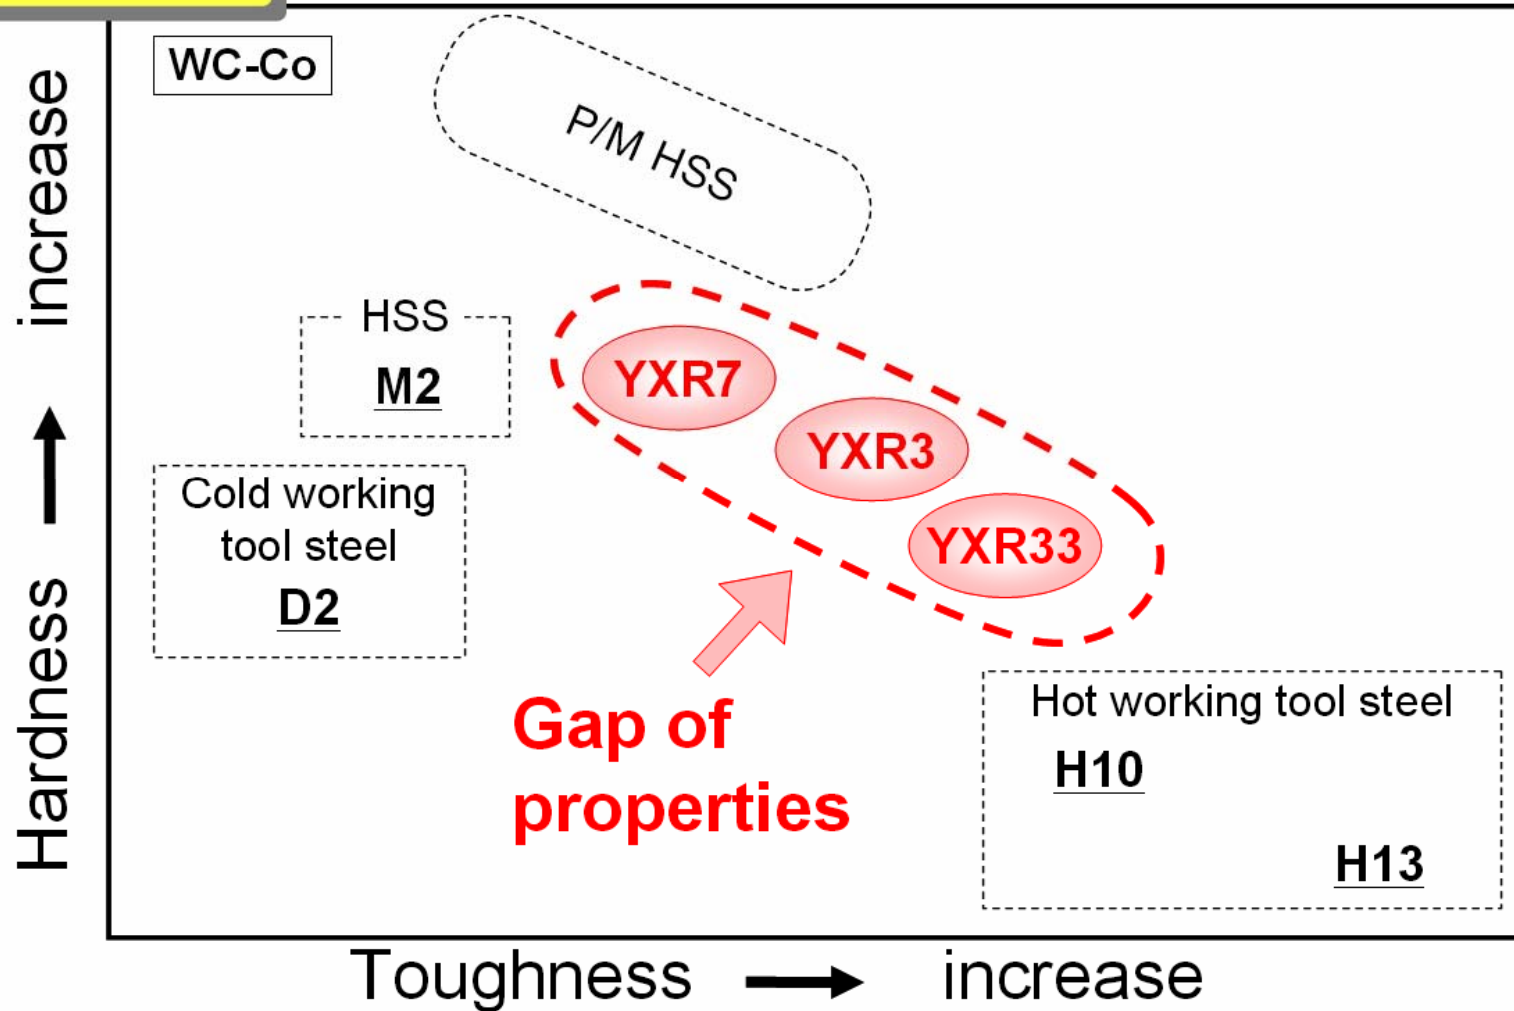 WC-Co
P/M HSS
HSS
M2
YXR7
YXR3
YXR33
Cold working
tool steel
D2
Gap of
properties
Hot working tool steel
H10
H13
Hardness → increase
Toughness → increase